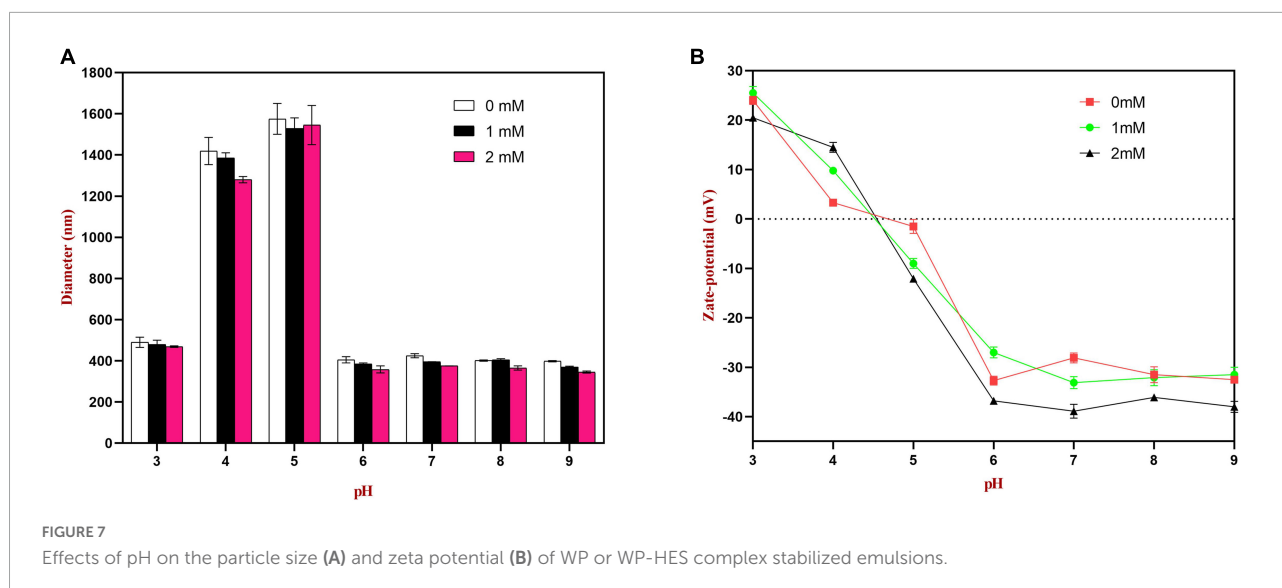 A
1800
1600
1400
1200
1000
800
600
400
200
0
Diameter (nm)
0 mM
1 mM
2 mM
3 4 5 6 7 8 9
pH
B
30
20
10
0
-10
-20
-30
-40
Zate-potential (mV)
0mM
1mM
2mM
3 4 5 6 7 8 9
pH
FIGURE 7
Effects of pH on the particle size (A) and zeta potential (B) of WP or WP-HES complex stabilized emulsions.